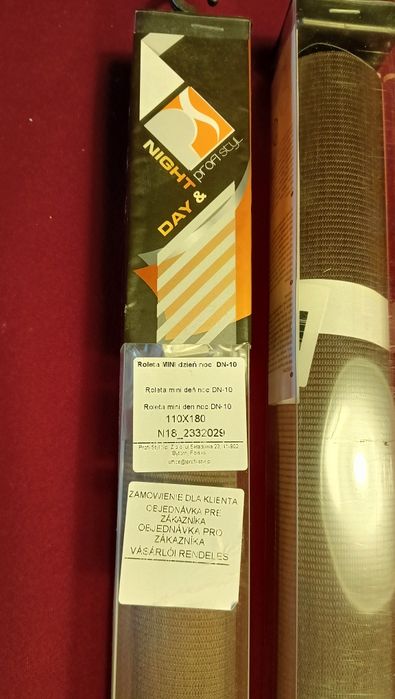 profi styl
NIGHT
& DAY
Roleta MINI dzień noc DN-10
Roleta mini deň noc DN-10
Roleta mini den noc DN-10
110X180
N18_2332029
ZAMÓWIENIE DLA KLIENTA
OBJEDNÁVKA PRE
ZÁKAZNÍKA
OBJEDNÁVKA PRO
ZÁKAZNÍKA
VÁSÁRLÓI RENDELÉS